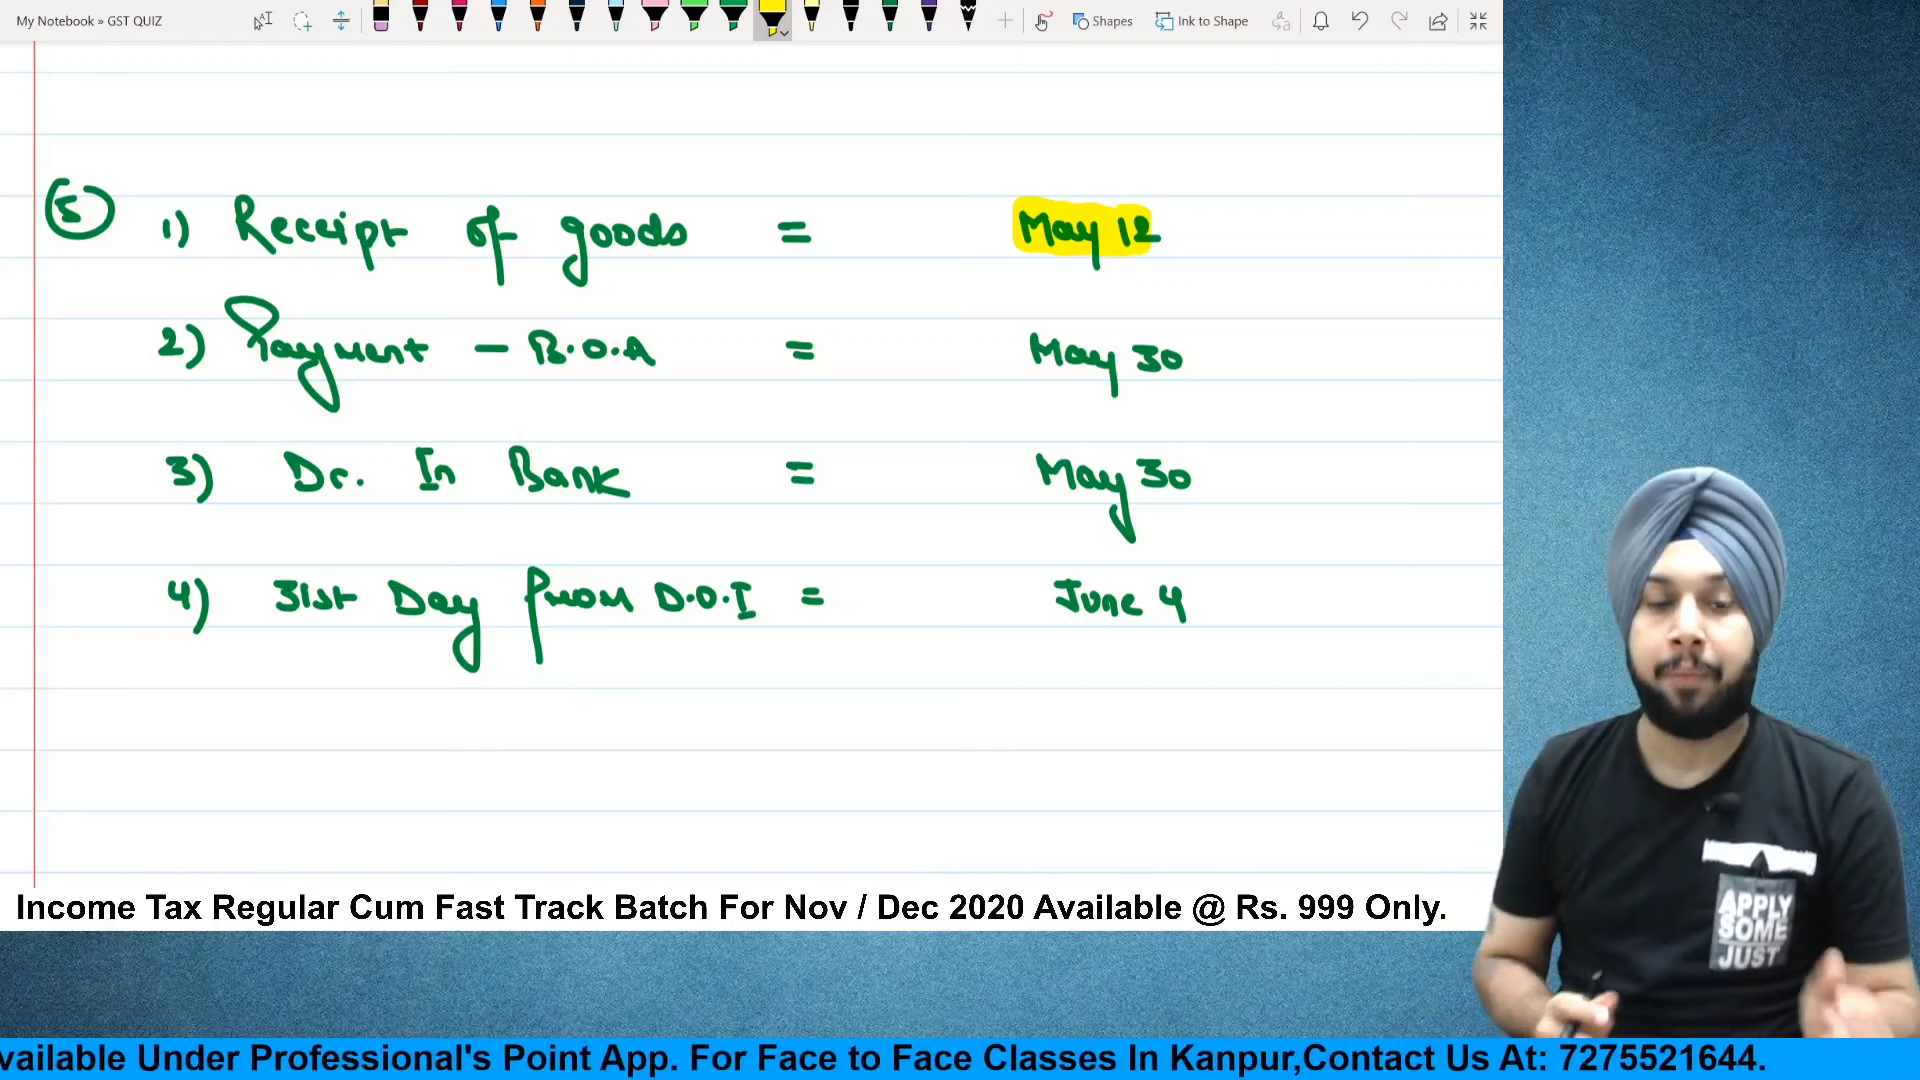 My Notebook » GST QUIZ
Shapes
Ink to Shape
5
1) Receipt of goods = May 12
2) Payment - B.O.A = May 30
3) Dr. In Bank = May 30
4) 31st Day from D.O.I = June 4
APPLY
SOME
JUST
Income Tax Regular Cum Fast Track Batch For Nov / Dec 2020 Available @ Rs. 999 Only.
vailable Under Professional's Point App. For Face to Face Classes In Kanpur,Contact Us At: 7275521644.